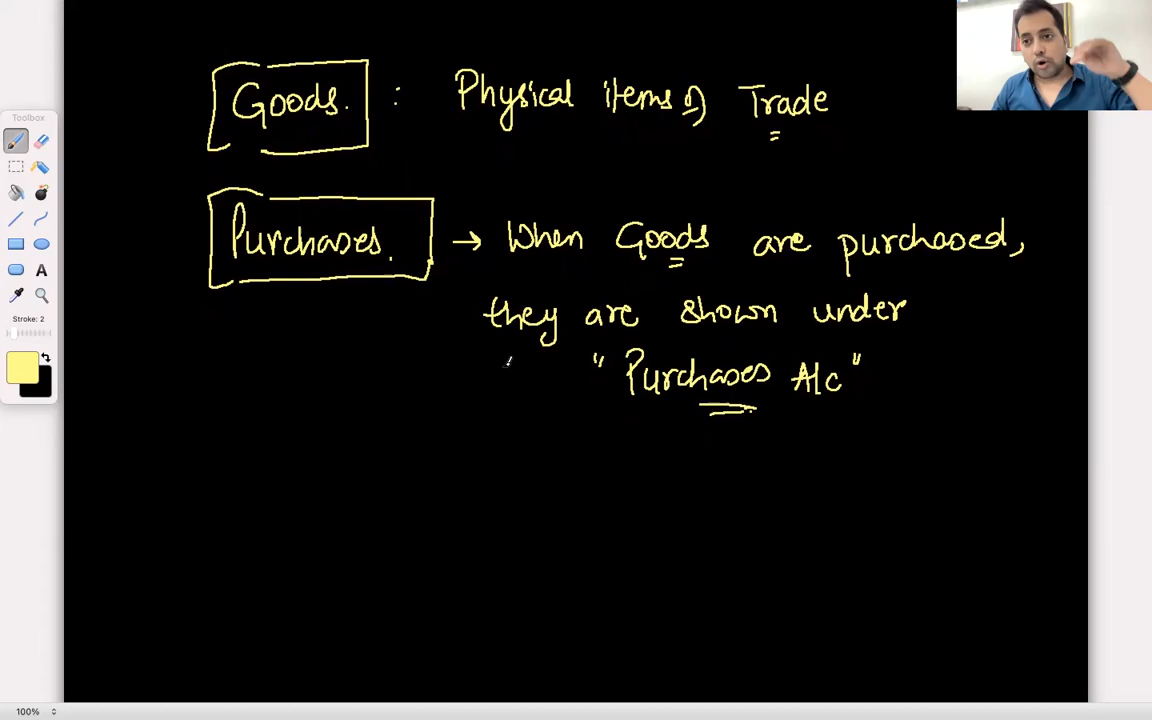 Goods. : Physical items of Trade
Toolbox
Purchases. → When Goods are purchased,
they are shown under
"Purchases A/c"
A
Stroke: 2
100%